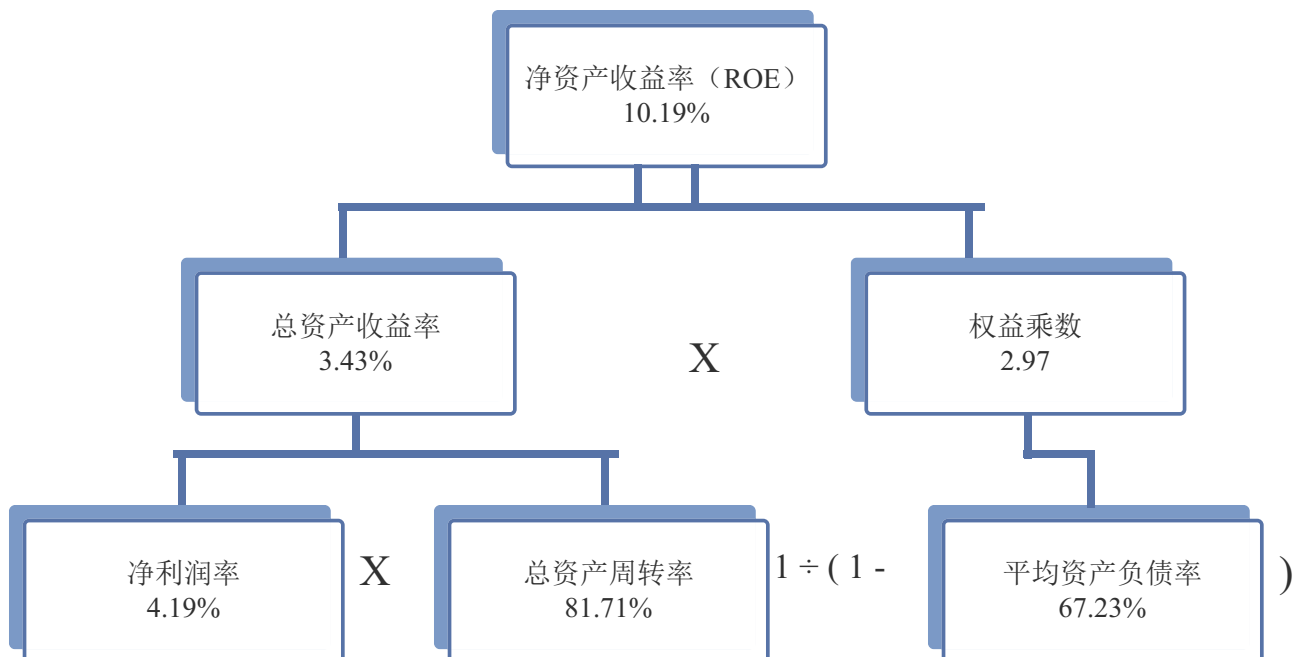 净资产收益率（ROE）
10.19%
总资产收益率
3.43%
X
权益乘数
2.97
净利润率
4.19%
X
总资产周转率
81.71%
1 ÷ ( 1 -
平均资产负债率
67.23%
)